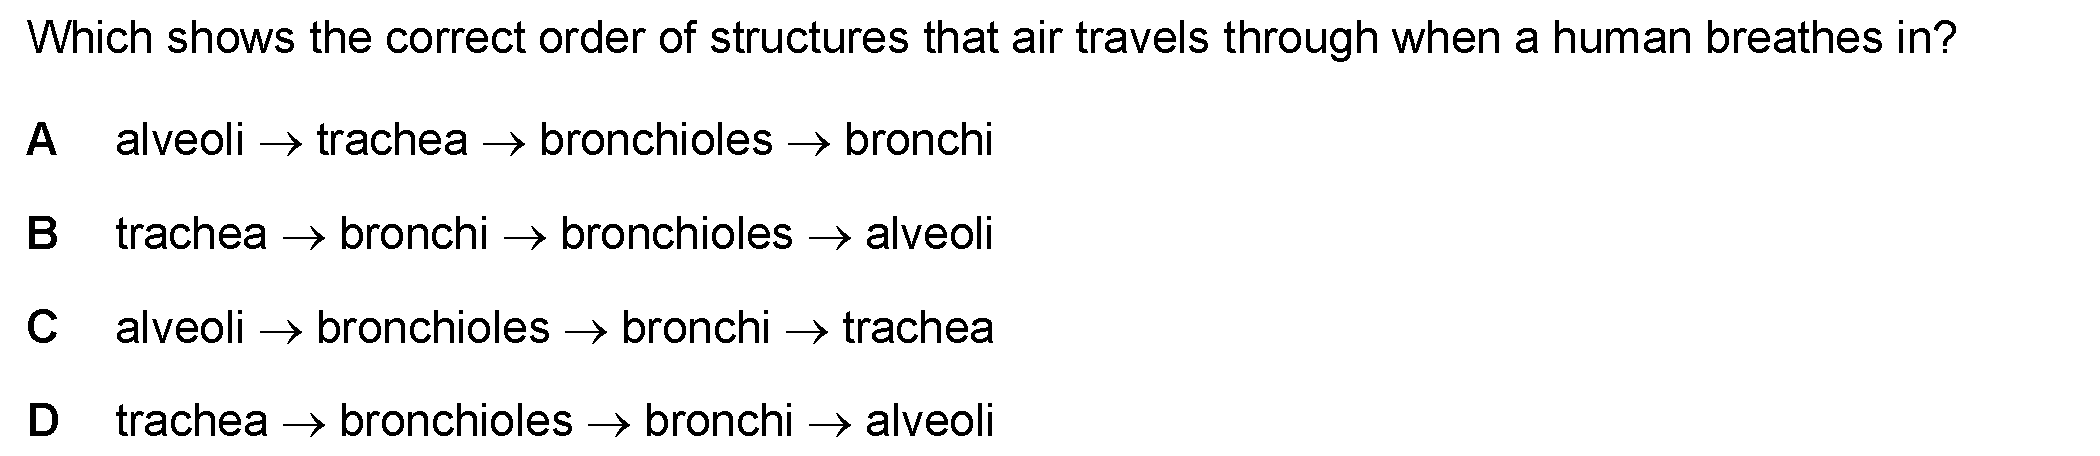 Which shows the correct order of structures that air travels through when a human breathes in?
A alveoli → trachea → bronchioles → bronchi
B trachea → bronchi → bronchioles → alveoli
C alveoli → bronchioles → bronchi → trachea
D trachea → bronchioles → bronchi → alveoli